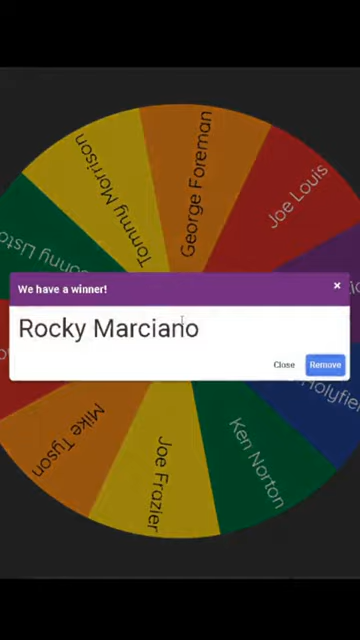 Tommy Morrison
George Foreman
Joe Louis
We have a winner!
×
Rocky Marciano
Close
Remove
Mike Tyson
Joe Frazier
Ken Norton